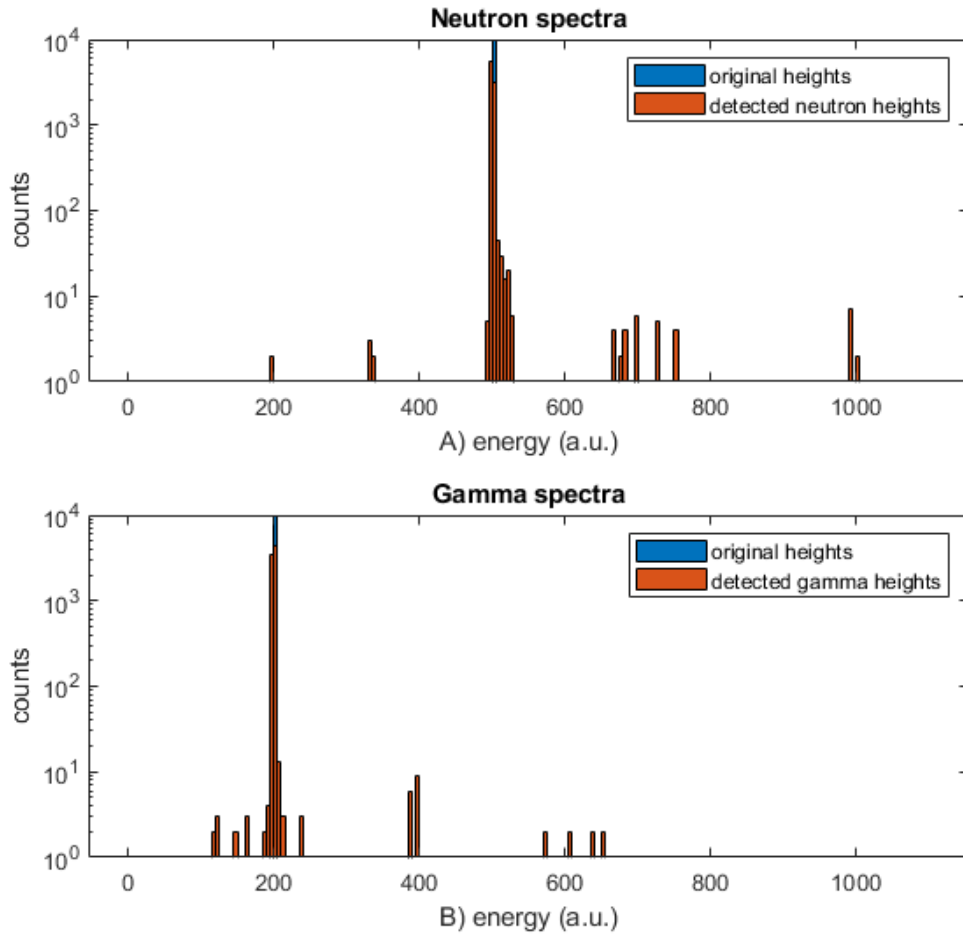 Neutron spectra
10^4
10^3
10^2
10^1
10^0
counts
original heights
detected neutron heights
0 200 400 600 800 1000
A) energy (a.u.)
Gamma spectra
10^4
10^3
10^2
10^1
10^0
counts
original heights
detected gamma heights
0 200 400 600 800 1000
B) energy (a.u.)